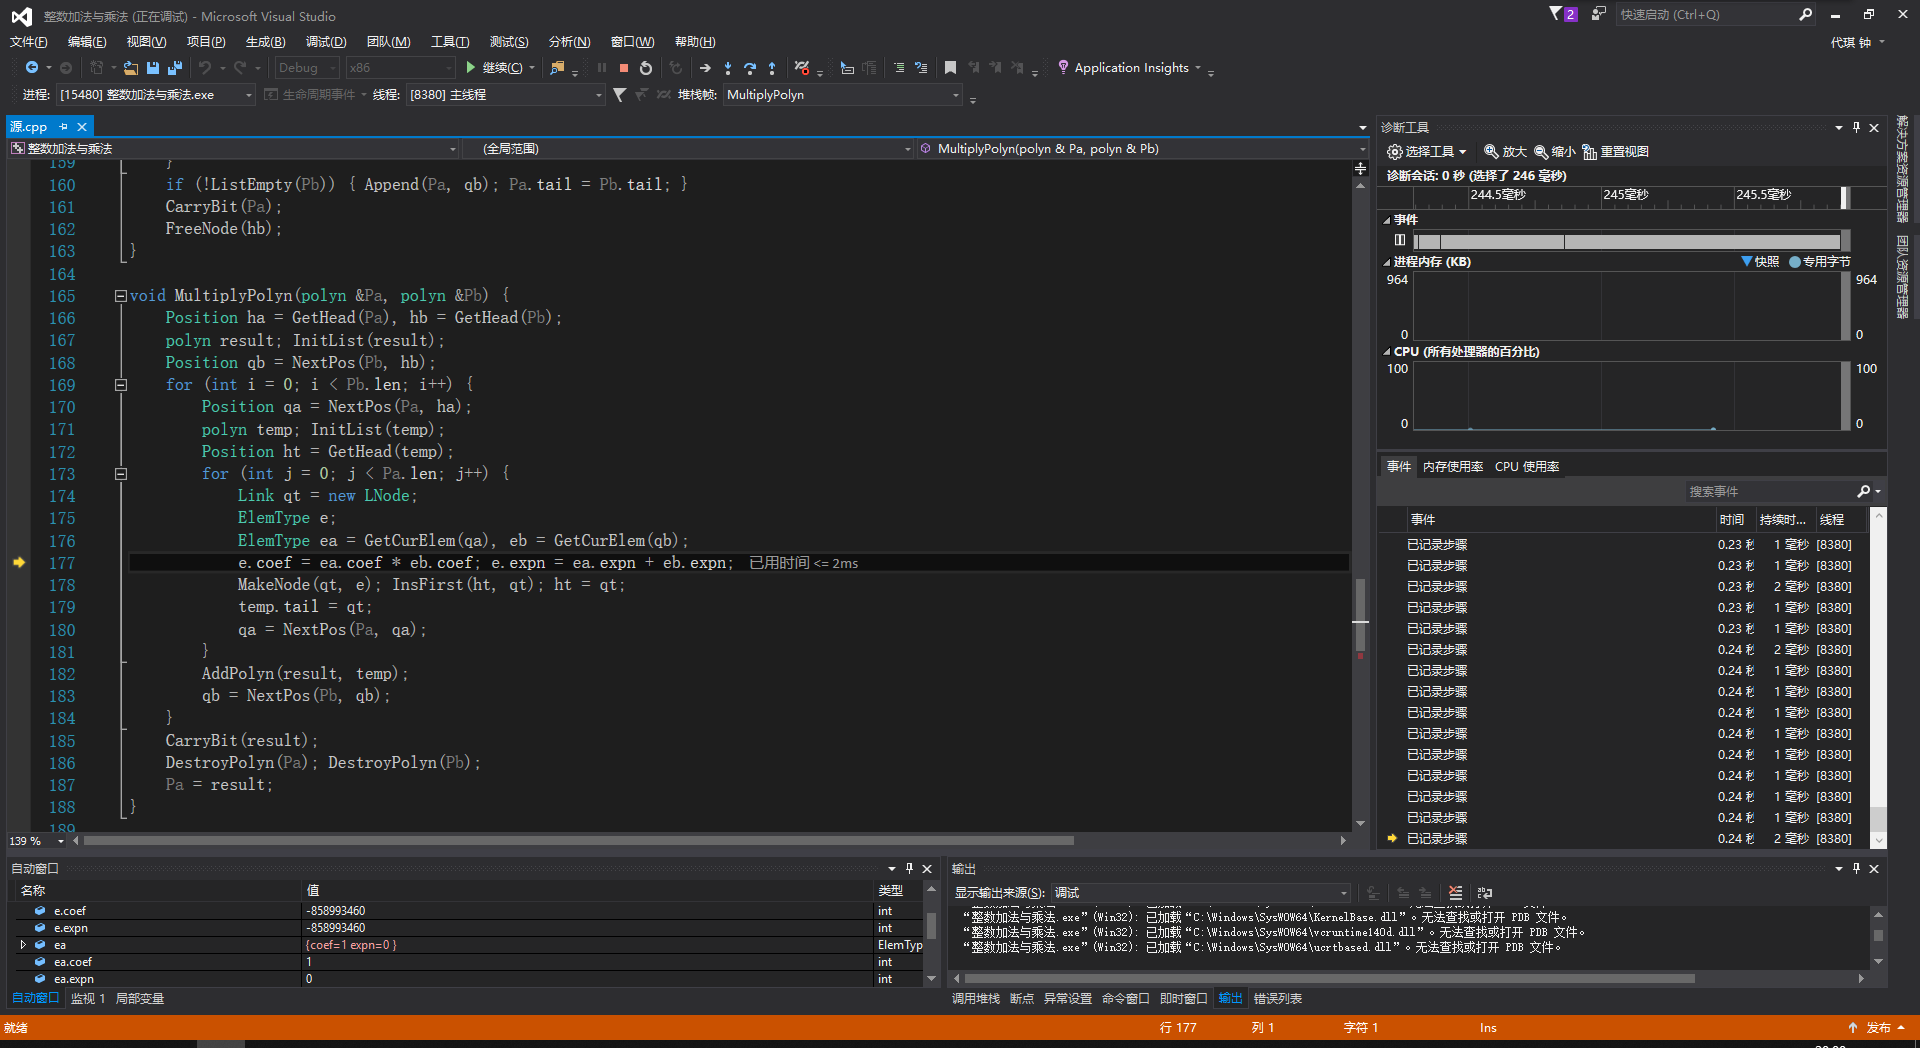 整数加法与乘法 (正在调试) - Microsoft Visual Studio
2
快速启动 (Ctrl+Q)
文件(F) 编辑(E) 视图(V) 项目(P) 生成(B) 调试(D) 团队(M) 工具(T) 测试(S) 分析(N) 窗口(W) 帮助(H)
代琪 钟
Debug x86 继续(C) Application Insights
进程: [15480] 整数加法与乘法.exe 生命周期事件 线程: [8380] 主线程 堆栈帧: MultiplyPolyn
源.cpp
整数加法与乘法 (全局范围) MultiplyPolyn(polyn & Pa, polyn & Pb)
159 }
160 if (!ListEmpty(Pb)) { Append(Pa, qb); Pa.tail = Pb.tail; }
161 CarryBit(Pa);
162 FreeNode(hb);
163 }
164
165 void MultiplyPolyn(polyn &Pa, polyn &Pb) {
166 Position ha = GetHead(Pa), hb = GetHead(Pb);
167 polyn result; InitList(result);
168 Position qb = NextPos(Pb, hb);
169 for (int i = 0; i < Pb.len; i++) {
170 Position qa = NextPos(Pa, ha);
171 polyn temp; InitList(temp);
172 Position ht = GetHead(temp);
173 for (int j = 0; j < Pa.len; j++) {
174 Link qt = new LNode;
175 ElemType e;
176 ElemType ea = GetCurElem(qa), eb = GetCurElem(qb);
177 e.coef = ea.coef * eb.coef; e.expn = ea.expn + eb.expn; 已用时间 <= 2ms
178 MakeNode(qt, e); InsFirst(ht, qt); ht = qt;
179 temp.tail = qt;
180 qa = NextPos(Pa, qa);
181 }
182 AddPolyn(result, temp);
183 qb = NextPos(Pb, qb);
184 }
185 CarryBit(result);
186 DestroyPolyn(Pa); DestroyPolyn(Pb);
187 Pa = result;
188 }
189
139 %
诊断工具
选择工具 放大 缩小 重置视图
诊断会话: 0 秒 (选择了 246 毫秒)
244.5毫秒 245毫秒 245.5毫秒
事件
进程内存 (KB) 快照 专用字节
964 964
0 0
CPU (所有处理器的百分比)
100 100
0 0
事件 内存使用率 CPU 使用率
搜索事件
事件 时间 持续时... 线程
已记录步骤 0.23 1 毫秒 [8380]
已记录步骤 0.23 1 毫秒 [8380]
已记录步骤 0.23 2 毫秒 [8380]
已记录步骤 0.23 1 毫秒 [8380]
已记录步骤 0.23 1 毫秒 [8380]
已记录步骤 0.24 2 毫秒 [8380]
已记录步骤 0.24 1 毫秒 [8380]
已记录步骤 0.24 1 毫秒 [8380]
已记录步骤 0.24 1 毫秒 [8380]
已记录步骤 0.24 1 毫秒 [8380]
已记录步骤 0.24 1 毫秒 [8380]
已记录步骤 0.24 1 毫秒 [8380]
已记录步骤 0.24 1 毫秒 [8380]
已记录步骤 0.24 1 毫秒 [8380]
已记录步骤 0.24 2 毫秒 [8380]
解决方案资源管理器
团队资源管理器
自动窗口
名称 值 类型
e.coef -858993460 int
e.expn -858993460 int
ea {coef=1 expn=0 } ElemTyp
ea.coef 1 int
ea.expn 0 int
自动窗口 监视 1 局部变量
输出
显示输出来源(S): 调试
“整数加法与乘法.exe”(Win32): 已加载“C:\Windows\SysWOW64\KernelBase.dll”。无法查找或打开 PDB 文件。
“整数加法与乘法.exe”(Win32): 已加载“C:\Windows\SysWOW64\vcruntime140d.dll”。无法查找或打开 PDB 文件。
“整数加法与乘法.exe”(Win32): 已加载“C:\Windows\SysWOW64\ucrtbased.dll”。无法查找或打开 PDB 文件。
调用堆栈 断点 异常设置 命令窗口 即时窗口 输出 错误列表
就绪 行 177 列 1 字符 1 Ins 发布